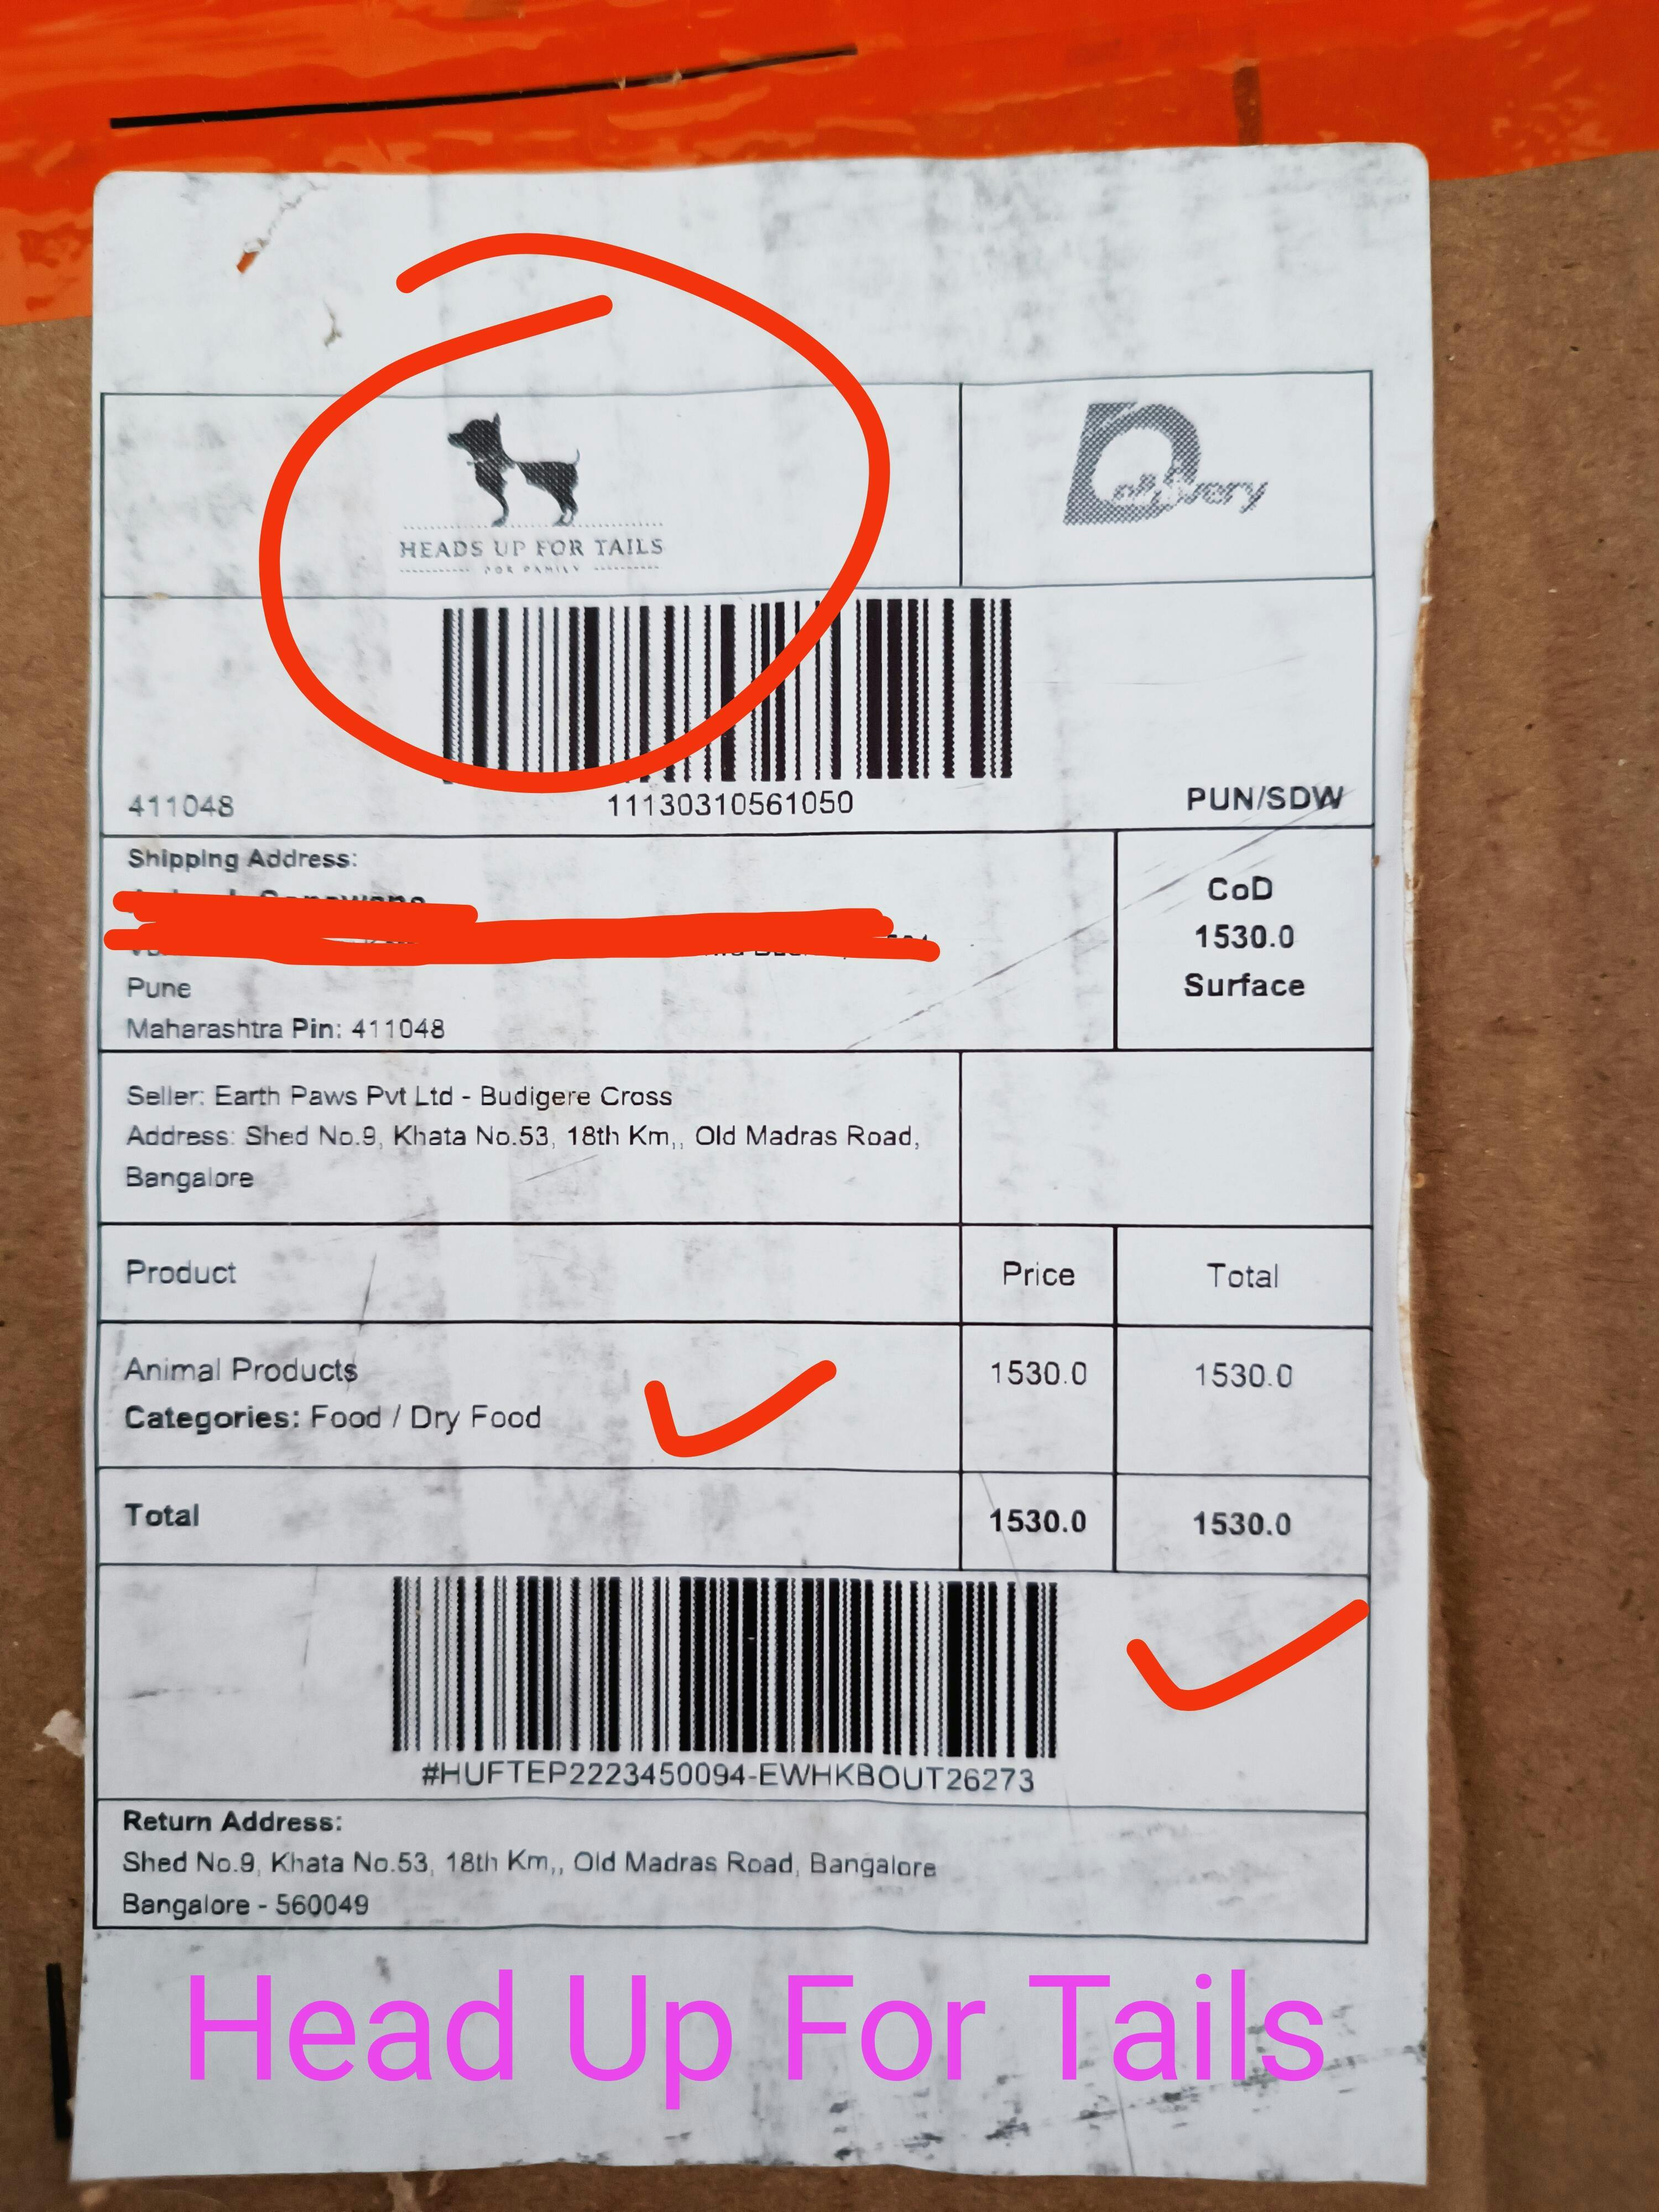 HEADS UP FOR TAILS
FOR FAMILY
Delhivery
411048
11130310561050
PUN/SDW
Shipping Address:
Pune
Maharashtra Pin: 411048
CoD
1530.0
Surface
Seller: Earth Paws Pvt Ltd - Budigere Cross
Address: Shed No.9, Khata No.53, 18th Km,, Old Madras Road,
Bangalore
Product Price Total
Animal Products 1530.0 1530.0
Categories: Food / Dry Food
Total 1530.0 1530.0
#HUFTEP2223450094-EWHKBOUT26273
Return Address:
Shed No.9, Khata No.53, 18th Km,, Old Madras Road, Bangalore
Bangalore - 560049
Head Up For Tails